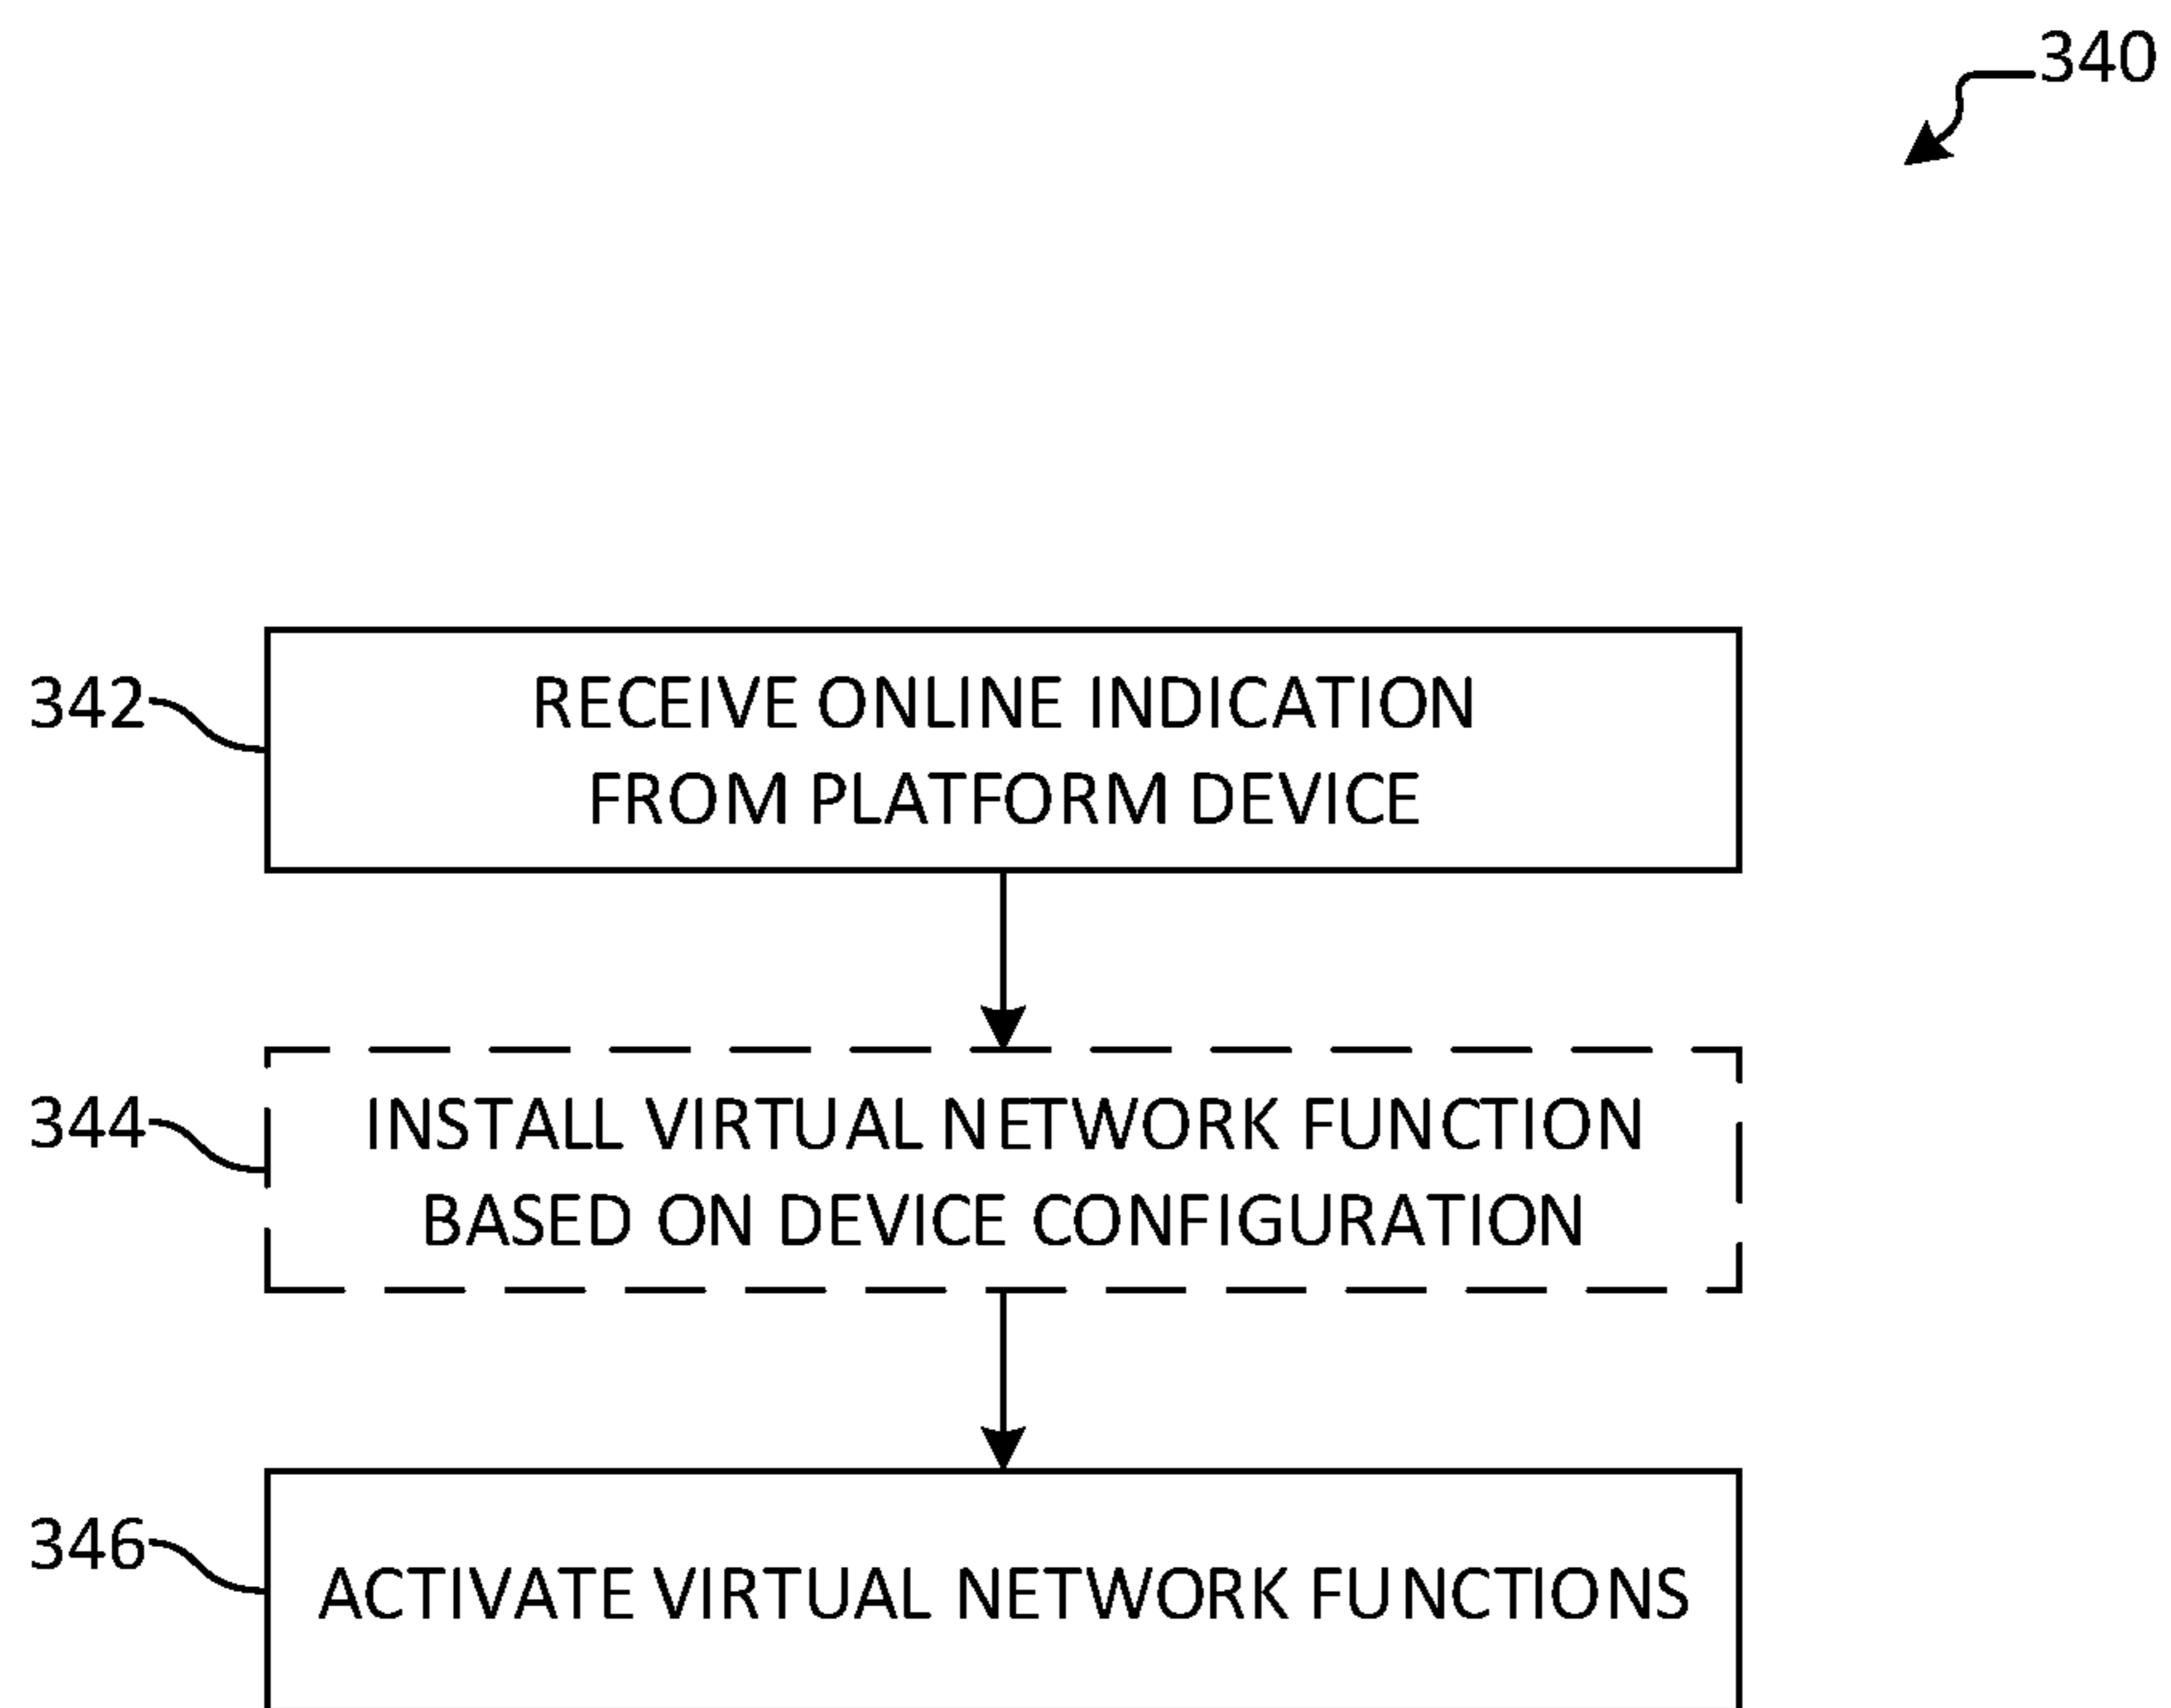 340
342
RECEIVE ONLINE INDICATION
FROM PLATFORM DEVICE
344
INSTALL VIRTUAL NETWORK FUNCTION
BASED ON DEVICE CONFIGURATION
346
ACTIVATE VIRTUAL NETWORK FUNCTIONS